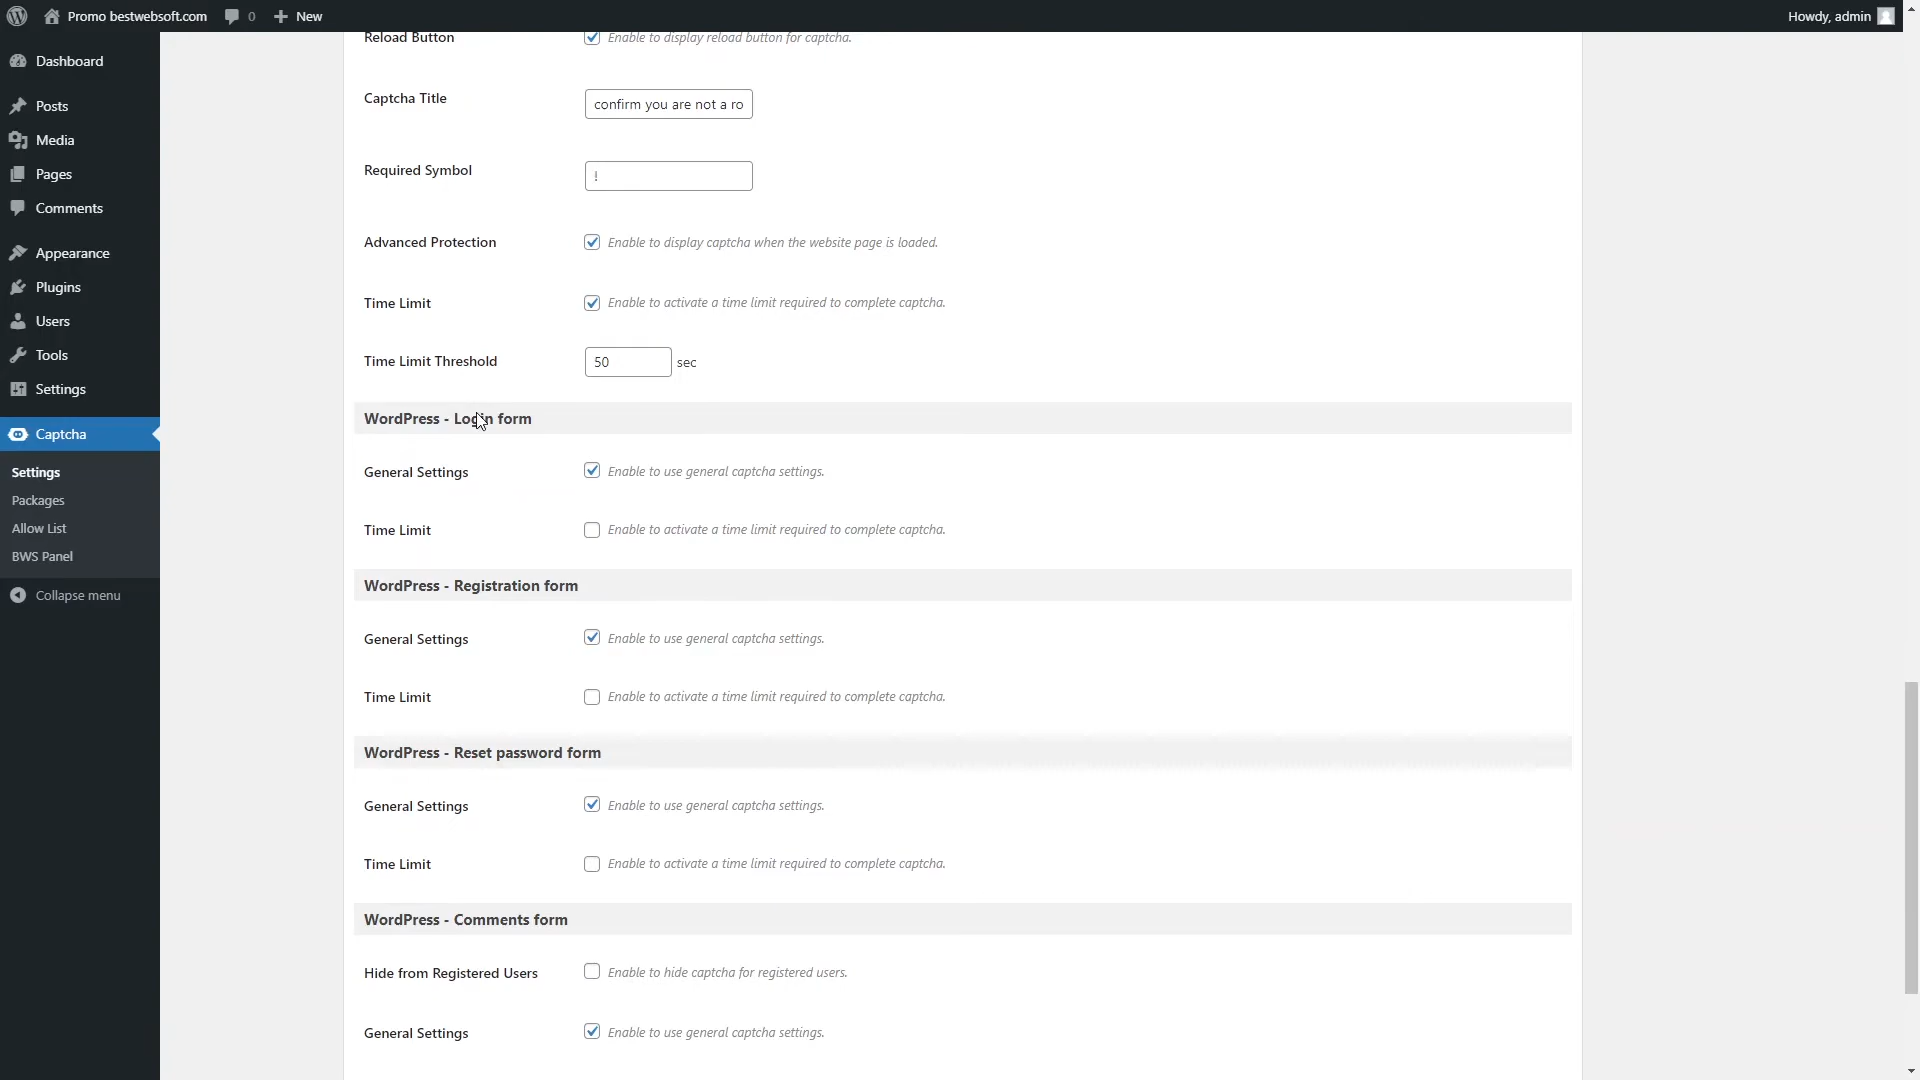 Promo bestwebsoft.com 0 New Howdy, admin
Dashboard
Posts
Media
Pages
Comments
Appearance
Plugins
Users
Tools
Settings
Captcha
Settings
Packages
Allow List
BWS Panel
Collapse menu
Reload Button Enable to display reload button for captcha.
Captcha Title confirm you are not a ro
Required Symbol !
Advanced Protection Enable to display captcha when the website page is loaded.
Time Limit Enable to activate a time limit required to complete captcha.
Time Limit Threshold 50 sec
WordPress - Login form
General Settings Enable to use general captcha settings.
Time Limit Enable to activate a time limit required to complete captcha.
WordPress - Registration form
General Settings Enable to use general captcha settings.
Time Limit Enable to activate a time limit required to complete captcha.
WordPress - Reset password form
General Settings Enable to use general captcha settings.
Time Limit Enable to activate a time limit required to complete captcha.
WordPress - Comments form
Hide from Registered Users Enable to hide captcha for registered users.
General Settings Enable to use general captcha settings.